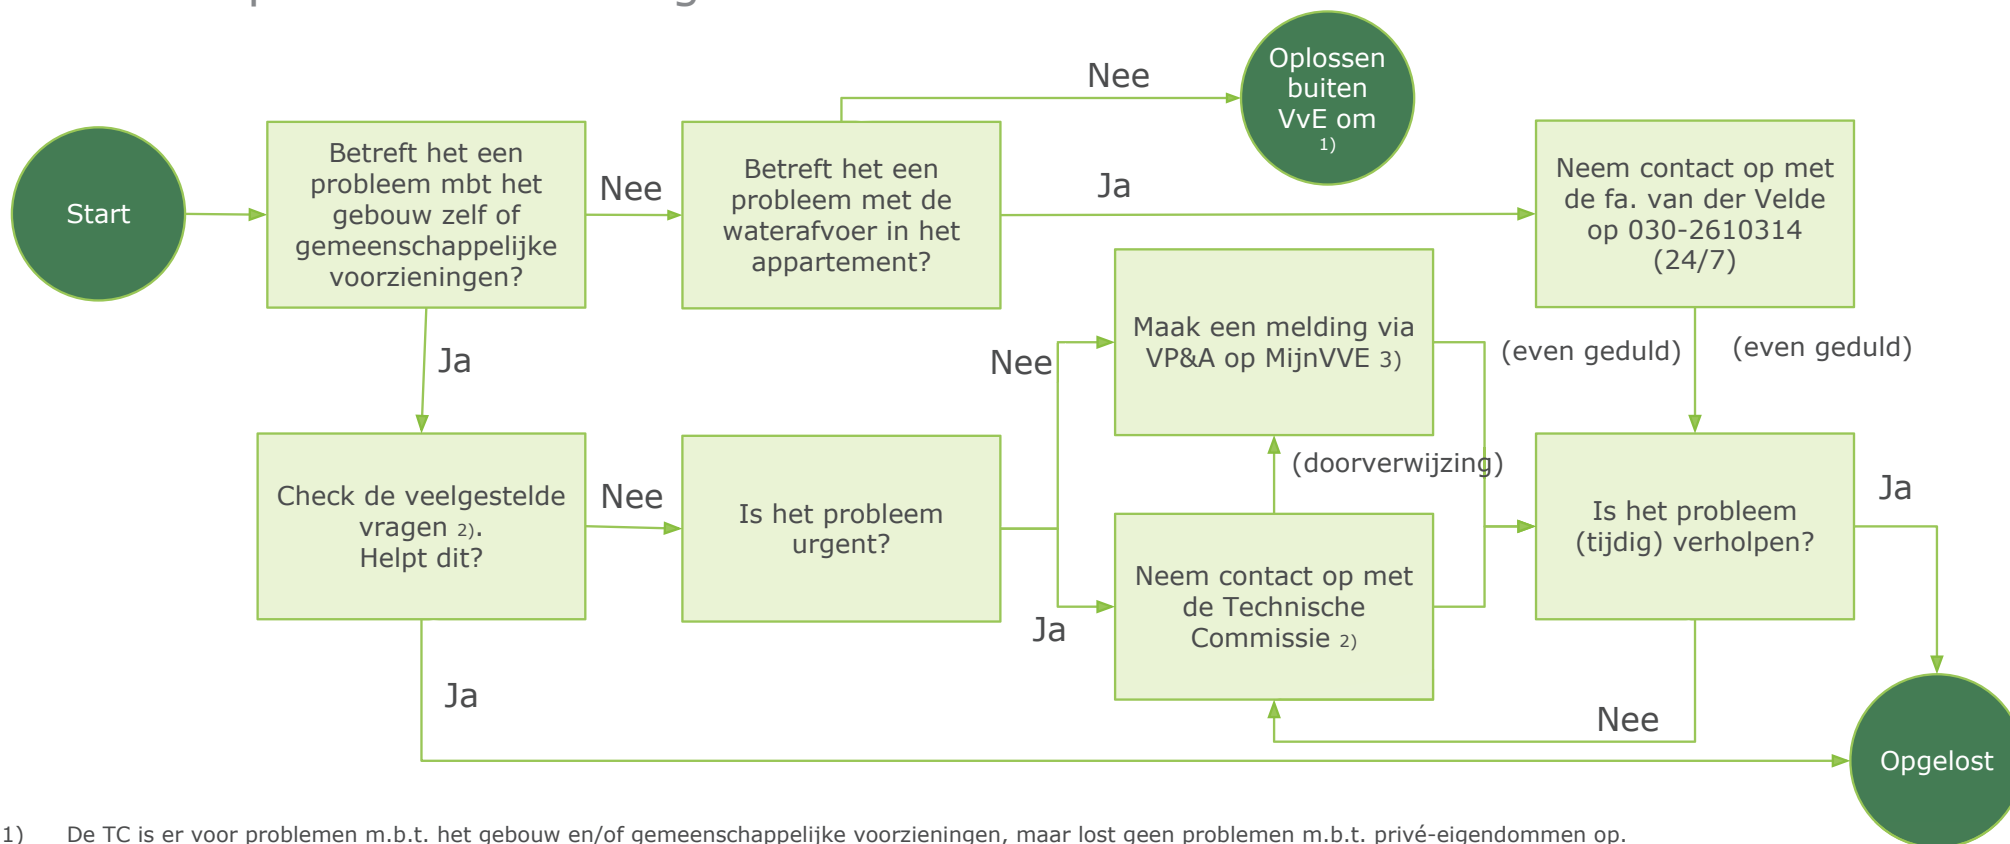 Nee
Oplossen
buiten
VvE om
1)
Start
Betreft het een
probleem mbt het
gebouw zelf of
gemeenschappelijke
voorzieningen?
Nee
Betreft het een
probleem met de
waterafvoer in het
appartement?
Ja
Neem contact op met
de fa. van der Velde
op 030-2610314
(24/7)
Ja
Nee
Maak een melding via
VP&A op MijnVVE 3)
(even geduld)
(even geduld)
(doorverwijzing)
Check de veelgestelde
vragen 2).
Helpt dit?
Nee
Is het probleem
urgent?
Ja
Neem contact op met
de Technische
Commissie 2)
Is het probleem
(tijdig) verholpen?
Ja
Ja
Nee
Opgelost
1) De TC is er voor problemen m.b.t. het gebouw en/of gemeenschappelijke voorzieningen, maar lost geen problemen m.b.t. privé-eigendommen op.